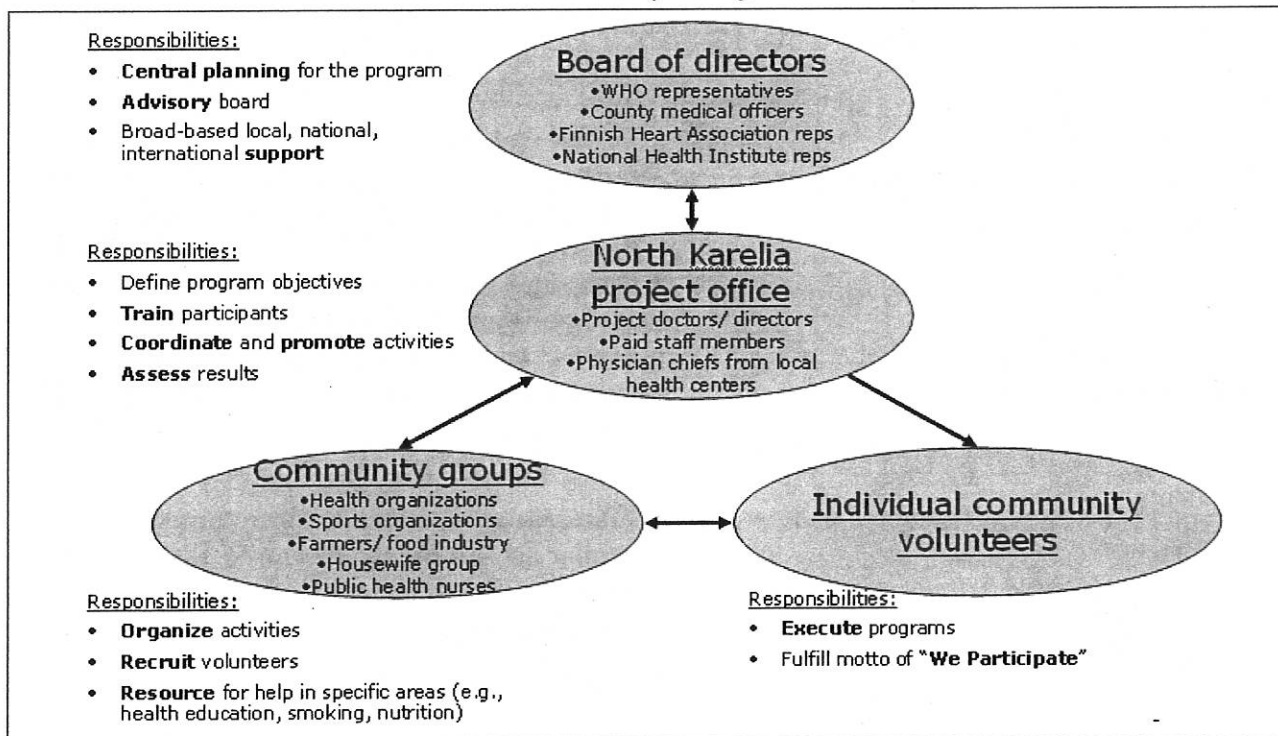 Responsibilities:
• Central planning for the program
• Advisory board
• Broad-based local, national,
international support
Board of directors
•WHO representatives
•County medical officers
•Finnish Heart Association reps
•National Health Institute reps
Responsibilities:
• Define program objectives
• Train participants
• Coordinate and promote activities
• Assess results
North Karelia
project office
•Project doctors/ directors
•Paid staff members
•Physician chiefs from local
health centers
Community groups
•Health organizations
•Sports organizations
•Farmers/ food industry
•Housewife group
•Public health nurses
Responsibilities:
• Organize activities
• Recruit volunteers
• Resource for help in specific areas (e.g.,
health education, smoking, nutrition)
Individual community
volunteers
Responsibilities:
• Execute programs
• Fulfill motto of "We Participate"